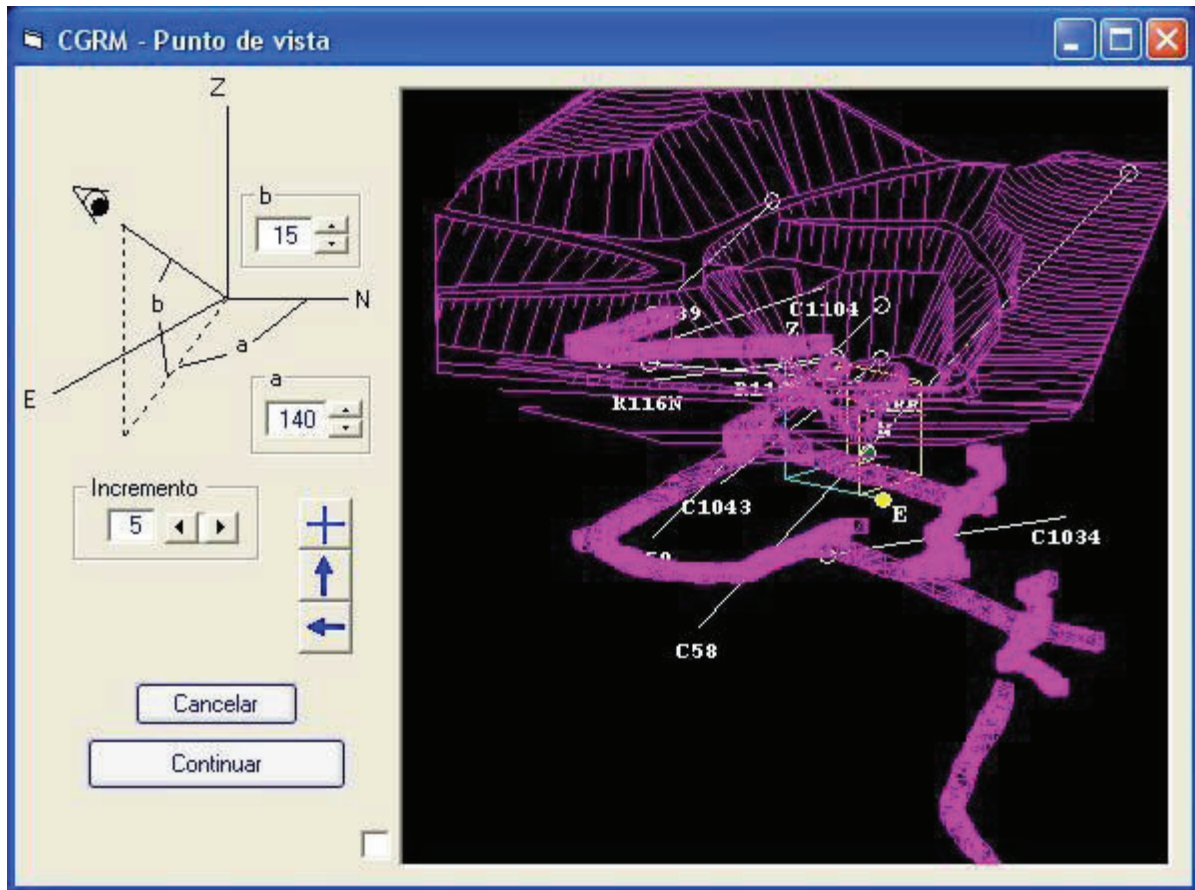 CGRM - Punto de vista
Z
b
15
N
b
a
E
a
140
Incremento
5
Cancelar
Continuar
C1104
Z
R116N
C1043
E
C1034
C58